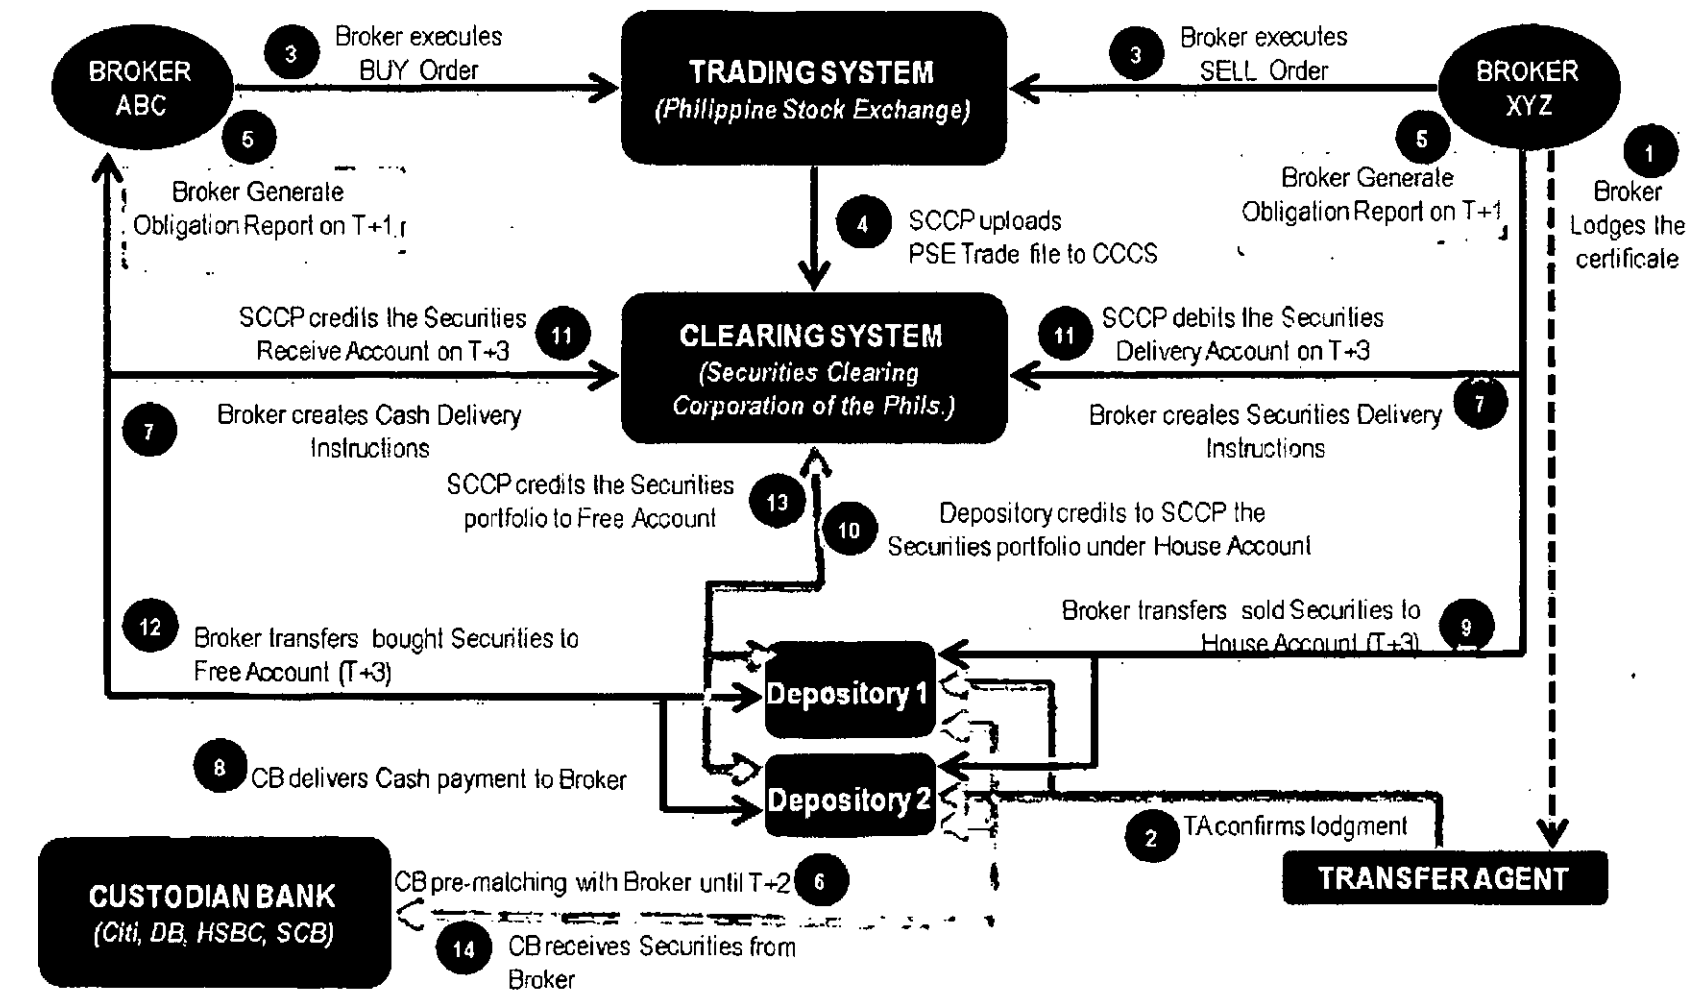 BROKER
ABC
3
Broker executes
BUY Order
TRADING SYSTEM
(Philippine Stock Exchange)
3
Broker executes
SELL Order
BROKER
XYZ
5
Broker Generate
Obligation Report on T+1
4
SCCP uploads
PSE Trade file to CCCS
5
Broker Generate
Obligation Report on T+1
1
Broker
Lodges the
certificate
SCCP credits the Securities
Receive Account on T+3
11
CLEARING SYSTEM
(Securities Clearing
Corporation of the Phils.)
11
SCCP debits the Securities
Delivery Account on T+3
7
Broker creates Cash Delivery
Instructions
Broker creates Securities Delivery
Instructions
7
SCCP credits the Securities
portfolio to Free Account
13
10
Depository credits to SCCP the
Securities portfolio under House Account
12
Broker transfers bought Securities to
Free Account (T+3)
Broker transfers sold Securities to
House Account (T+3)
9
Depository 1
8
CB delivers Cash payment to Broker
Depository 2
2
TA confirms lodgment
TRANSFER AGENT
CUSTODIAN BANK
(Citi, DB, HSBC, SCB)
CB pre-matching with Broker until T+2
6
14
CB receives Securities from
Broker